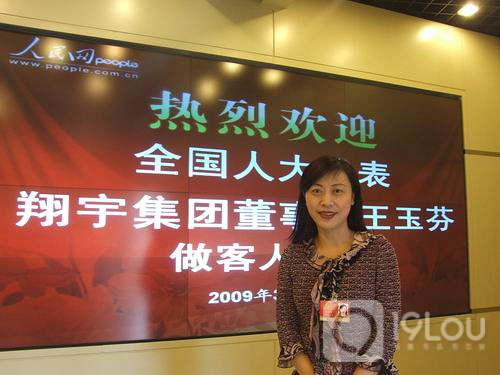 人民网 people
www.people.com.cn
热烈欢迎
全国人大 表
翔宇集团董事 王玉芬
做客人
2009年3
19LOU